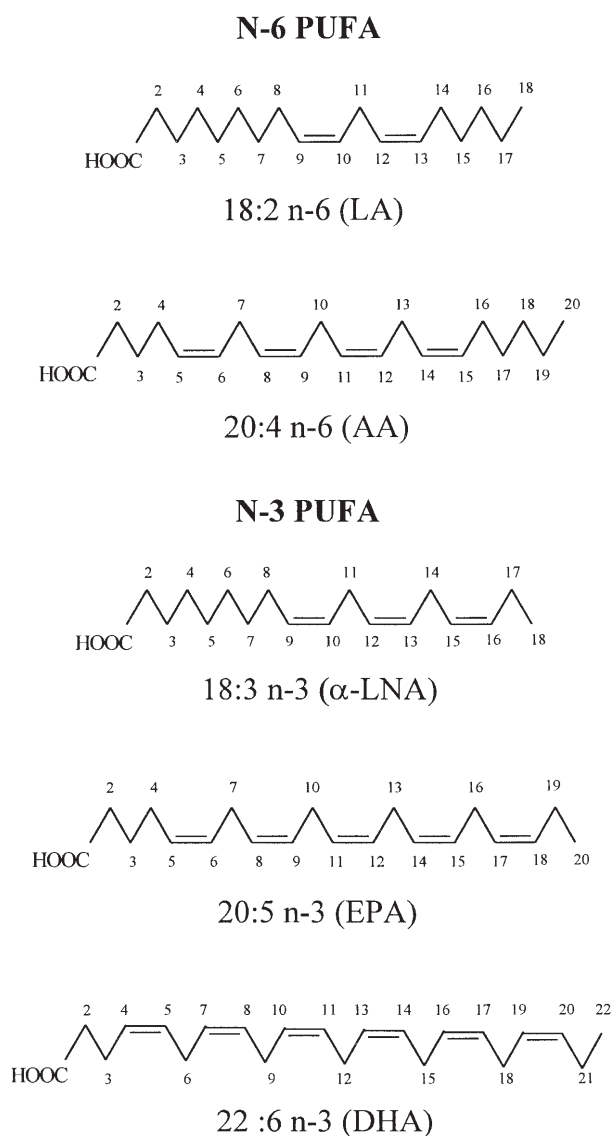 N-6 PUFA
2 4 6 8 11 14 16 18
HOOC 3 5 7 9 10 12 13 15 17
18:2 n-6 (LA)
2 4 7 10 13 16 18 20
HOOC 3 5 6 8 9 11 12 14 15 17 19
20:4 n-6 (AA)
N-3 PUFA
2 4 6 8 11 14 17
HOOC 3 5 7 9 10 12 13 15 16 18
18:3 n-3 (α-LNA)
2 4 7 10 13 16 19
HOOC 3 5 6 8 9 11 12 14 15 17 18 20
20:5 n-3 (EPA)
2 4 5 7 8 10 11 13 14 16 17 19 20 22
HOOC 3 6 9 12 15 18 21
22 :6 n-3 (DHA)